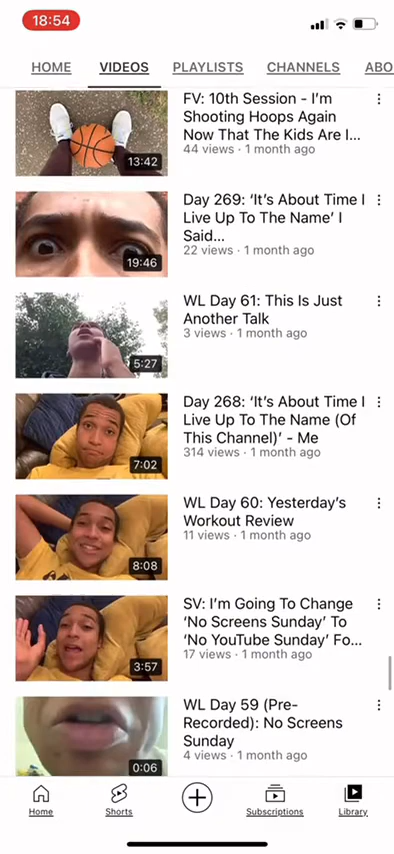 18:54
HOME VIDEOS PLAYLISTS CHANNELS ABO
FV: 10th Session - I'm
Shooting Hoops Again
Now That The Kids Are I...
44 views · 1 month ago
13:42
Day 269: ‘It's About Time I
Live Up To The Name’ I
Said...
22 views · 1 month ago
19:46
WL Day 61: This Is Just
Another Talk
3 views · 1 month ago
5:27
Day 268: ‘It's About Time I
Live Up To The Name (Of
This Channel)’ - Me
314 views · 1 month ago
7:02
WL Day 60: Yesterday's
Workout Review
11 views · 1 month ago
8:08
SV: I'm Going To Change
‘No Screens Sunday’ To
‘No YouTube Sunday’ Fo...
17 views · 1 month ago
3:57
WL Day 59 (Pre-
Recorded): No Screens
Sunday
4 views · 1 month ago
0:06
Home Shorts Subscriptions Library